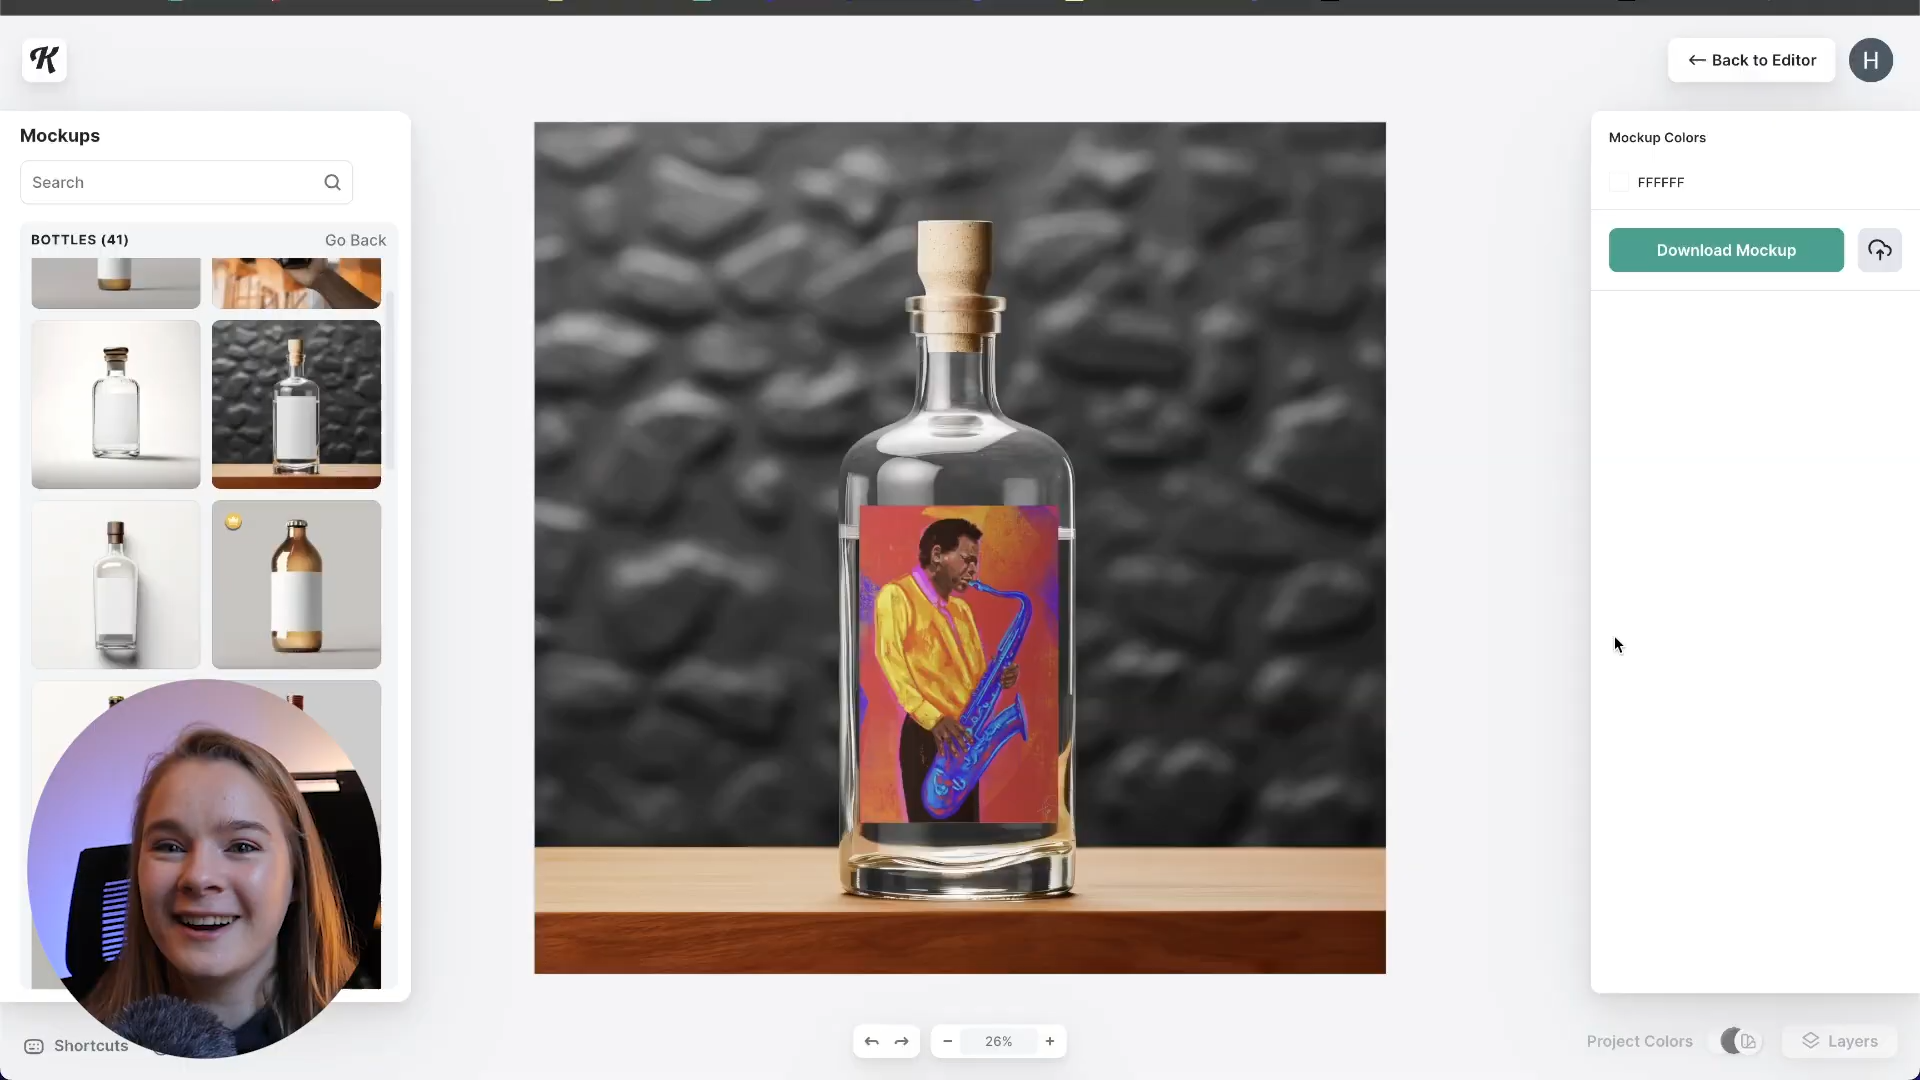 K
Back to Editor
H
Mockups
Search
BOTTLES (41)
Go Back
Mockup Colors
FFFFFF
Download Mockup
Shortcuts
26%
Project Colors
Layers